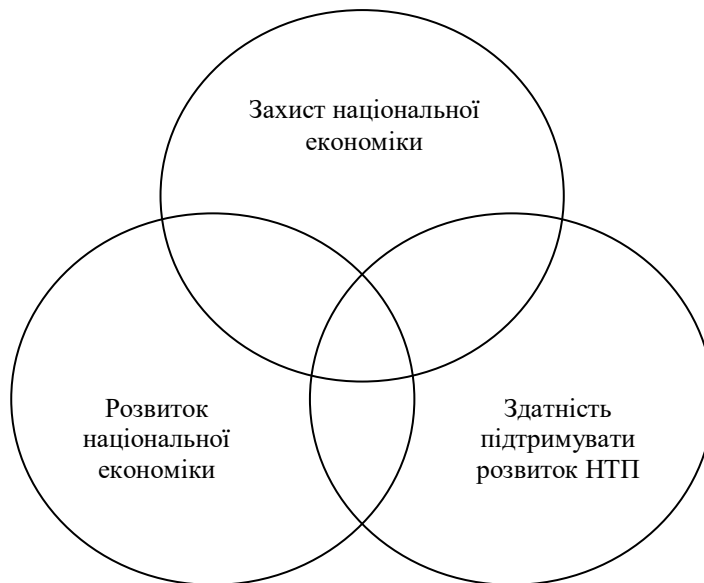 Захист національної
економіки
Розвиток
національної
економіки
Здатність
підтримувати
розвиток НТП